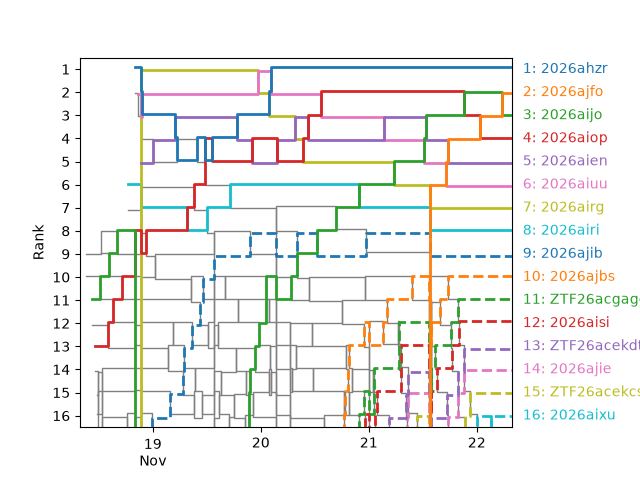 1
2
3
4
5
6
7
8
9
10
11
12
13
14
15
16
Rank
19
20
21
22
Nov
1: 2026ahzr
2: 2026ajfo
3: 2026aijo
4: 2026aiop
5: 2026aien
6: 2026aiuu
7: 2026airg
8: 2026airi
9: 2026ajib
10: 2026ajbs
11: ZTF26acgag
12: 2026aisi
13: ZTF26acekd
14: 2026ajie
15: ZTF26acekc
16: 2026aixu